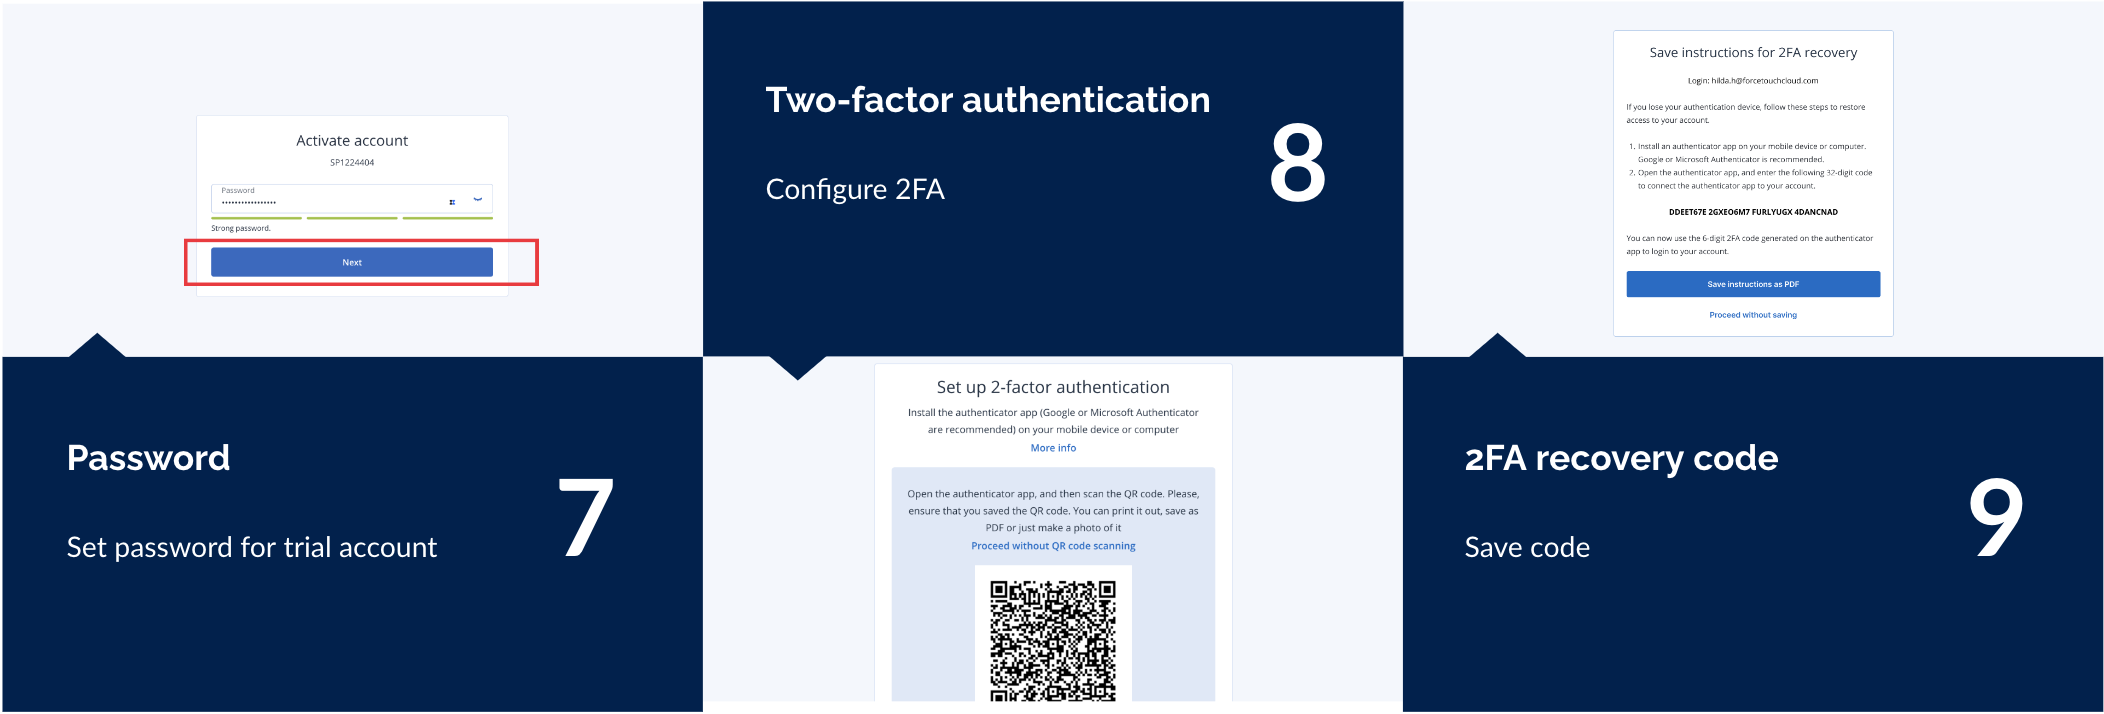 Activate account
SP1224404
Password
•••••••••••••••••
Strong password.
Next
Password
Set password for trial account
7
Two-factor authentication
Configure 2FA
8
Set up 2-factor authentication
Install the authenticator app (Google or Microsoft Authenticator
are recommended) on your mobile device or computer
More info
Open the authenticator app, and then scan the QR code. Please,
ensure that you saved the QR code. You can print it out, save as
PDF or just make a photo of it
Proceed without QR code scanning
Save instructions for 2FA recovery
Login: hilda.h@forcetouchcloud.com
If you lose your authentication device, follow these steps to restore
access to your account.
1. Install an authenticator app on your mobile device or computer.
Google or Microsoft Authenticator is recommended.
2. Open the authenticator app, and enter the following 32-digit code
to connect the authenticator app to your account.
DDEET67E 2GXEO6M7 FURLYUGX 4DANCNAD
You can now use the 6-digit 2FA code generated on the authenticator
app to login to your account.
Save instructions as PDF
Proceed without saving
2FA recovery code
Save code
9